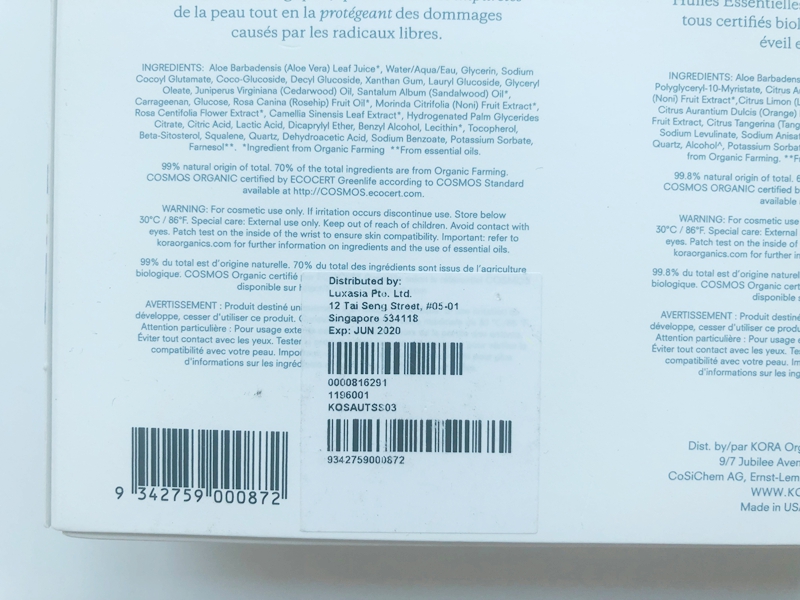 de la peau tout en la protégeant des dommages
causés par les radicaux libres.
INGREDIENTS: Aloe Barbadensis (Aloe Vera) Leaf Juice*, Water/Aqua/Eau, Glycerin, Sodium
Cocoyl Glutamate, Coco-Glucoside, Decyl Glucoside, Xanthan Gum, Lauryl Glucoside, Glyceryl
Oleate, Juniperus Virginiana (Cedarwood) Oil, Santalum Album (Sandalwood) Oil*,
Carrageenan, Glucose, Rosa Canina (Rosehip) Fruit Oil*, Morinda Citrifolia (Noni) Fruit Extract*,
Rosa Centifolia Flower Extract*, Camellia Sinensis Leaf Extract*, Hydrogenated Palm Glycerides
Citrate, Citric Acid, Lactic Acid, Dicaprylyl Ether, Benzyl Alcohol, Lecithin*, Tocopherol,
Beta-Sitosterol, Squalene, Quartz, Dehydroacetic Acid, Sodium Benzoate, Potassium Sorbate,
Farnesol**. *Ingredient from Organic Farming **From essential oils.
99% natural origin of total. 70% of the total ingredients are from Organic Farming.
COSMOS ORGANIC certified by ECOCERT Greenlife according to COSMOS Standard
available at http://COSMOS.ecocert.com.
WARNING: For cosmetic use only. If irritation occurs discontinue use. Store below
30°C / 86°F. Special care: External use only. Keep out of reach of children. Avoid contact with
eyes. Patch test on the inside of the wrist to ensure skin compatibility. Important: refer to
koraorganics.com for further information on ingredients and the use of essential oils.
99% du total est d'origine naturelle. 70% du total des ingrédients sont issus de l'agriculture
biologique. COSMOS Organic certifié
disponible sur
AVERTISSEMENT : Produit destiné un
développe, cesser d'utiliser ce produit.
Attention particulière : Pour usage exte
Éviter tout contact avec les yeux. Tester
compatibilité avec votre peau. Impo
d'informations sur les ingré
Distributed by:
Luxasia Pte. Ltd.
12 Tai Seng Street, #05-01
Singapore 534118
Exp: JUN 2020
0000816291
1196001
KOSAUTSS03
9342759000872
9 342759 000872
Huiles Essentielles
tous certifiés biol
éveil e
INGREDIENTS: Aloe Barbadens
Polyglyceryl-10-Myristate, Citrus A
(Noni) Fruit Extract*,Citrus Limon (L
Citrus Aurantium Dulcis (Orange)
Fruit Extract, Citrus Tangerina (Tang
Sodium Levulinate, Sodium Anisat
Quartz, Alcohol^, Potassium Sorbat
from Organic Farming. **F
99.8% natural origin of total. 6
COSMOS ORGANIC certified b
available
WARNING: For cosmetic use
30°C / 86°F. Special care: External
eyes. Patch test on the inside of
koraorganics.com for further in
99.8% du total est d'origine naturel
biologique. COSMOS Organic cert
disponible
AVERTISSEMENT : Produit
développe, cesser d'utiliser ce produ
Attention particulière : Pour usage
Éviter tout contact avec les yeux. T
compatibilité avec votre peau.
d'informations sur les ing
Dist. by/par KORA Org
9/7 Jubilee Aven
CoSiChem AG, Ernst-Lem
WWW.KO
Made in USA